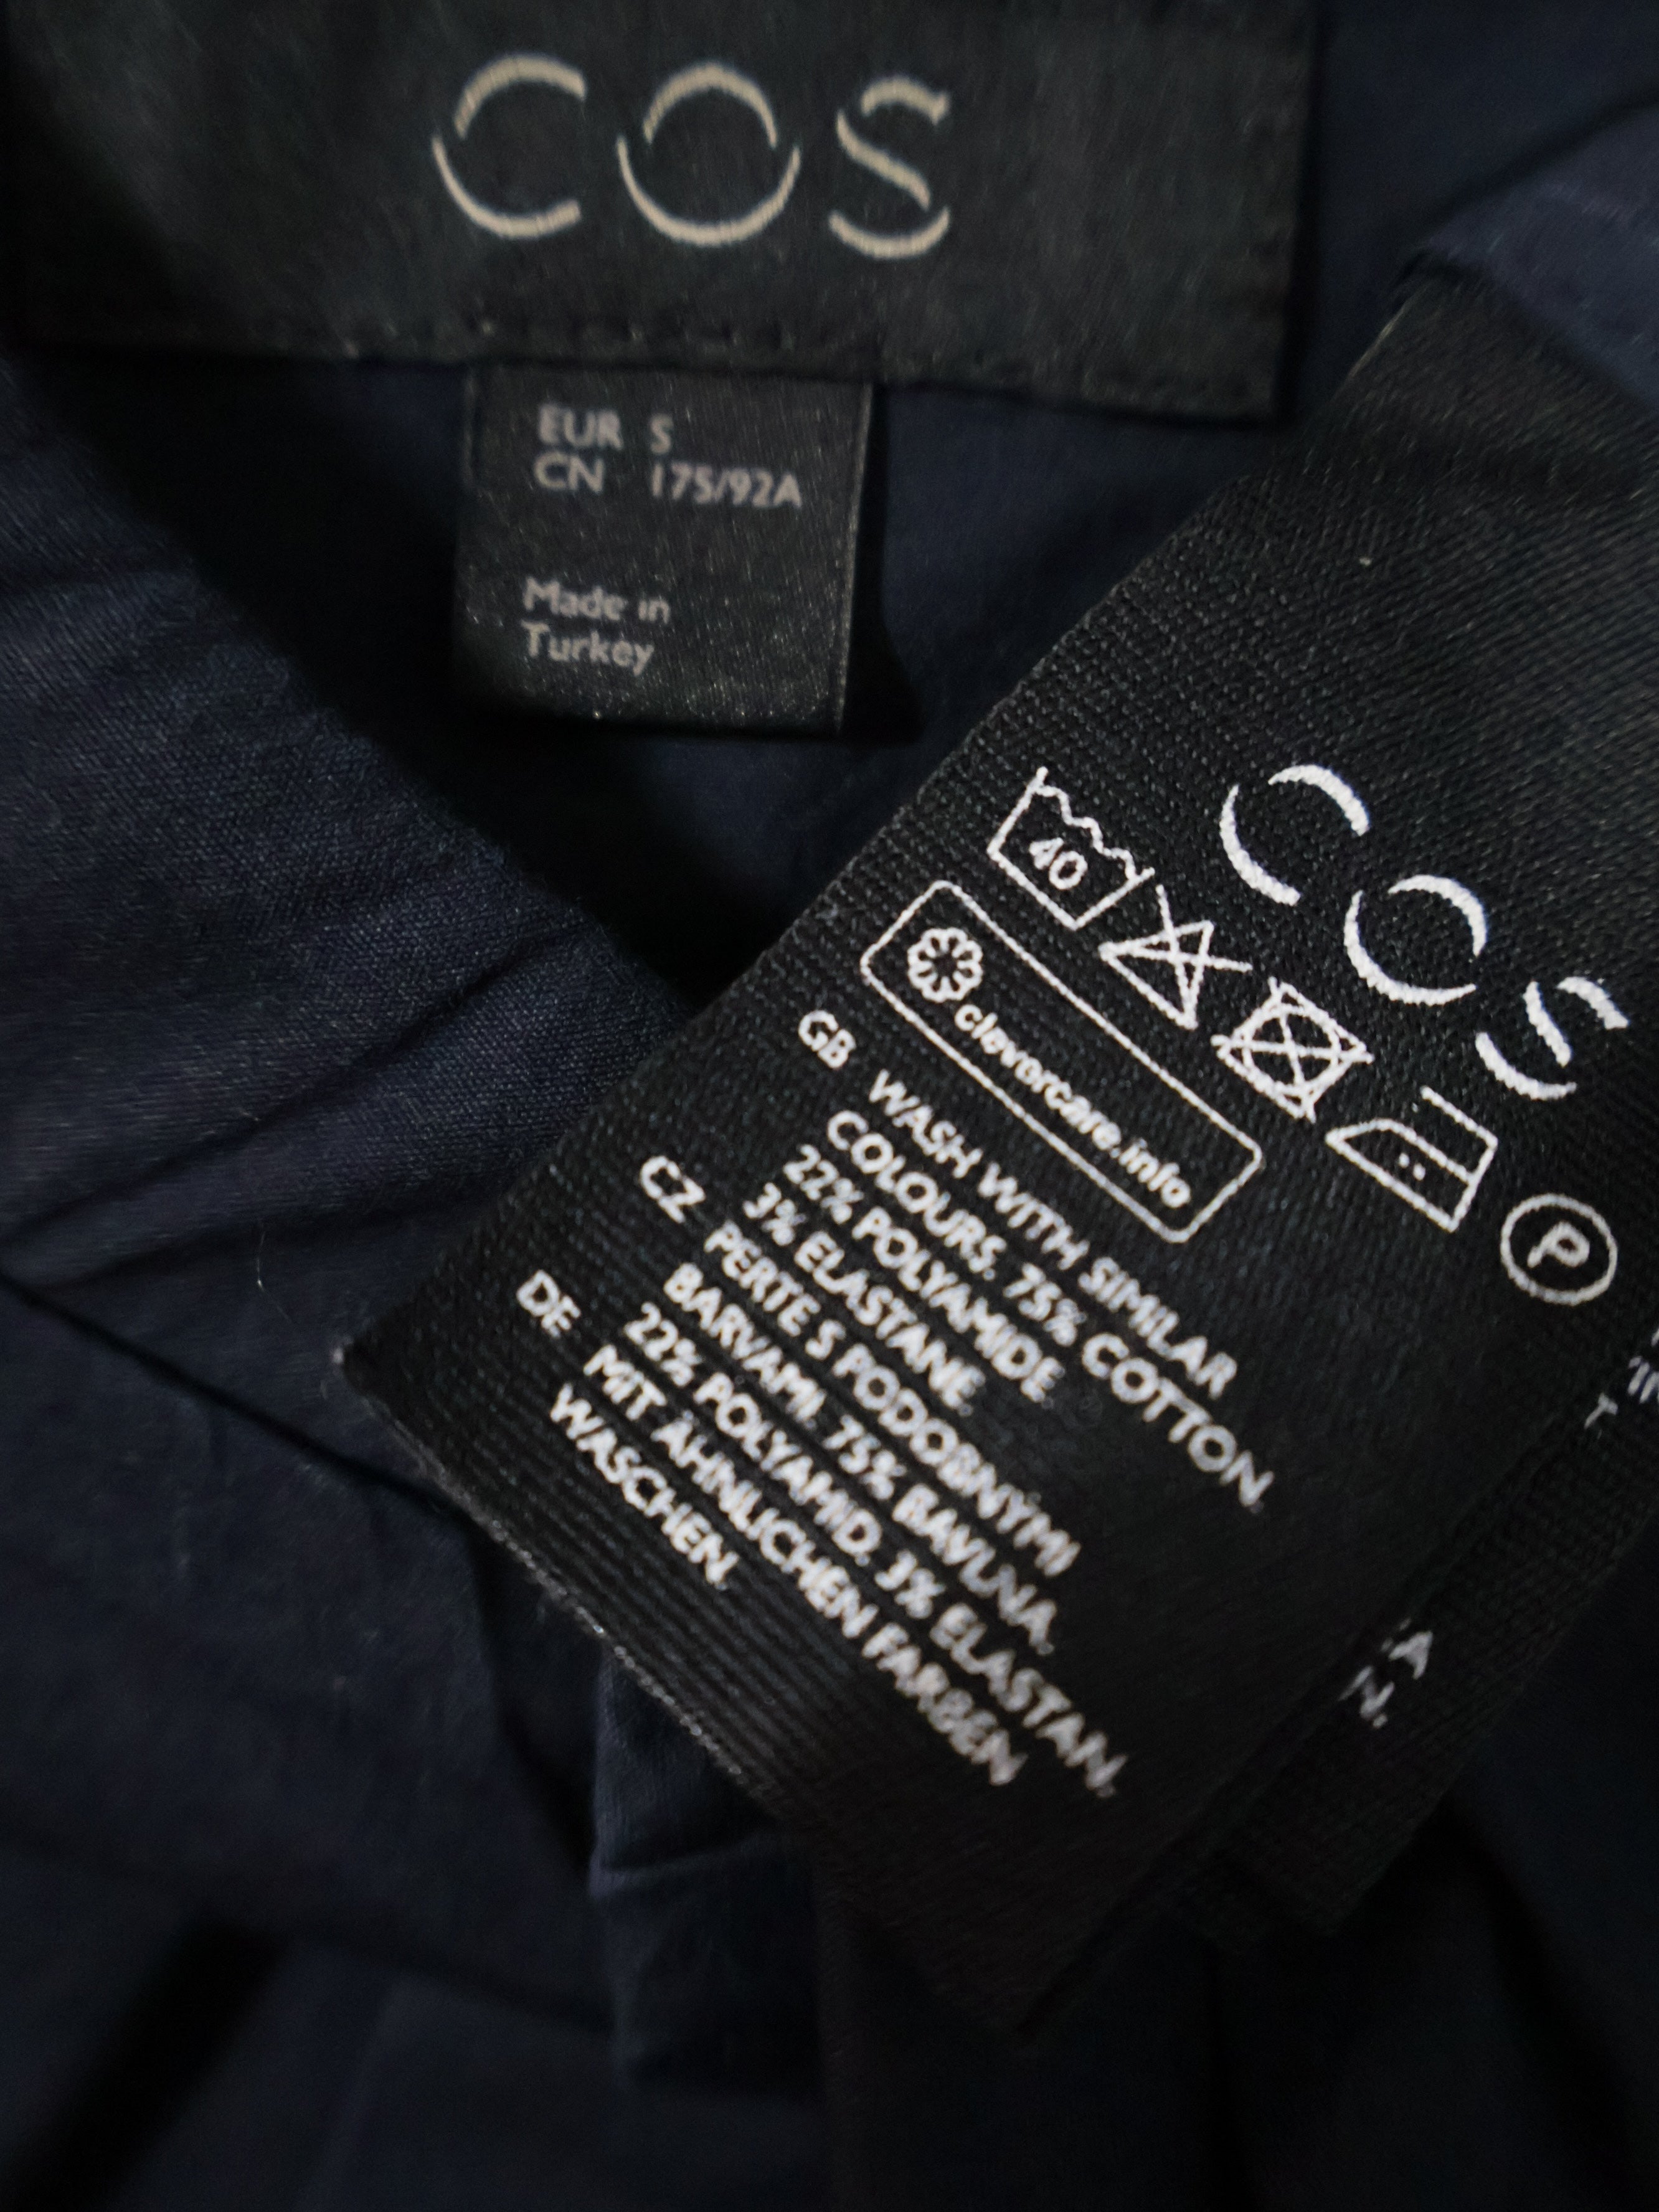 COS
EUR S
CN 175/92A
Made in
Turkey
COS
40
P
clevercare.info
GB WASH WITH SIMILAR
COLOURS. 75% COTTON.
22% POLYAMIDE.
3% ELASTANE.
CZ PERTE S PODOBNÝMI
BARVAMI. 75% BAVLNA.
DE 22% POLYAMID. 3% ELASTAN.
MIT ÄHNLICHEN FARBEN
WASCHEN.
T
A
N.